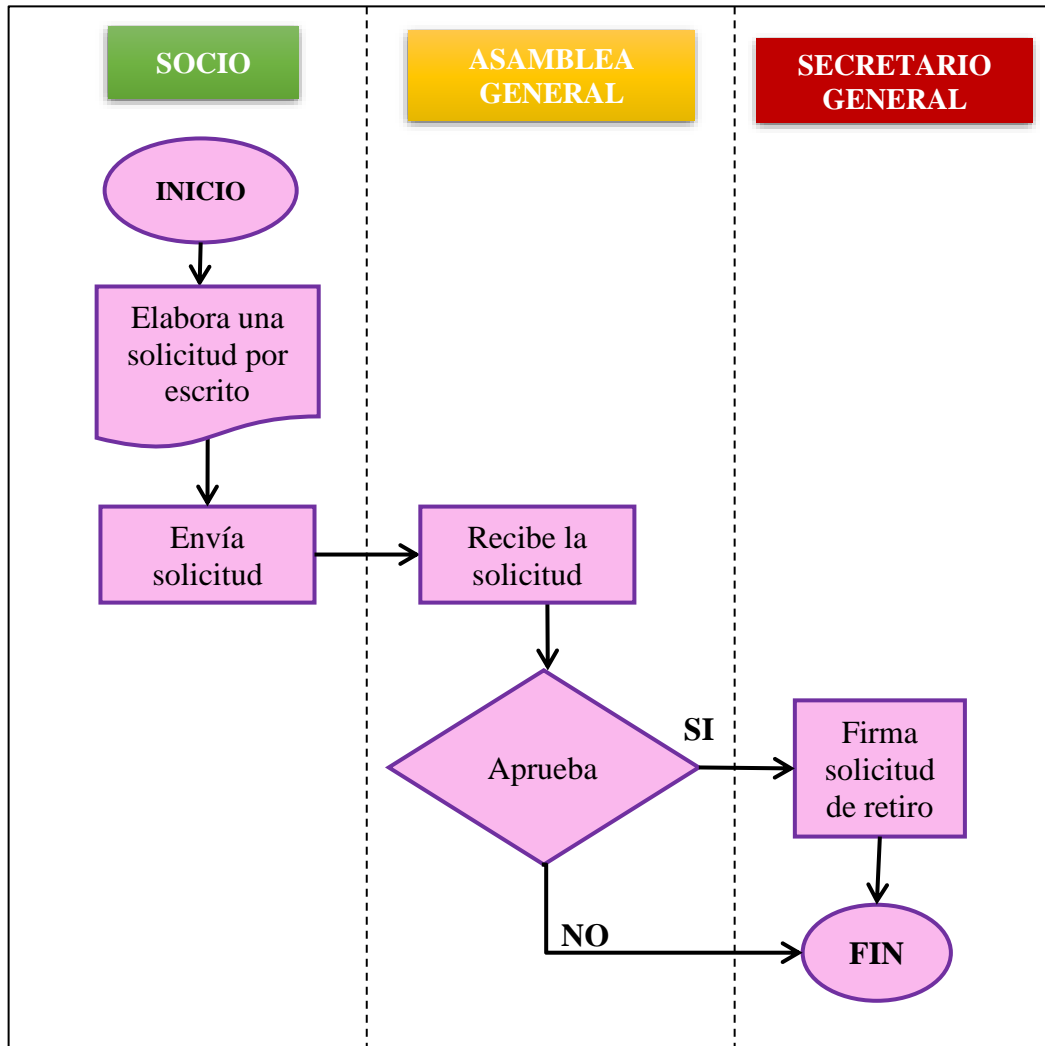 SOCIO
ASAMBLEA
GENERAL
SECRETARIO
GENERAL
INICIO
Elabora una
solicitud por
escrito
Envía
solicitud
Recibe la
solicitud
Aprueba
SI
Firma
solicitud
de retiro
NO
FIN